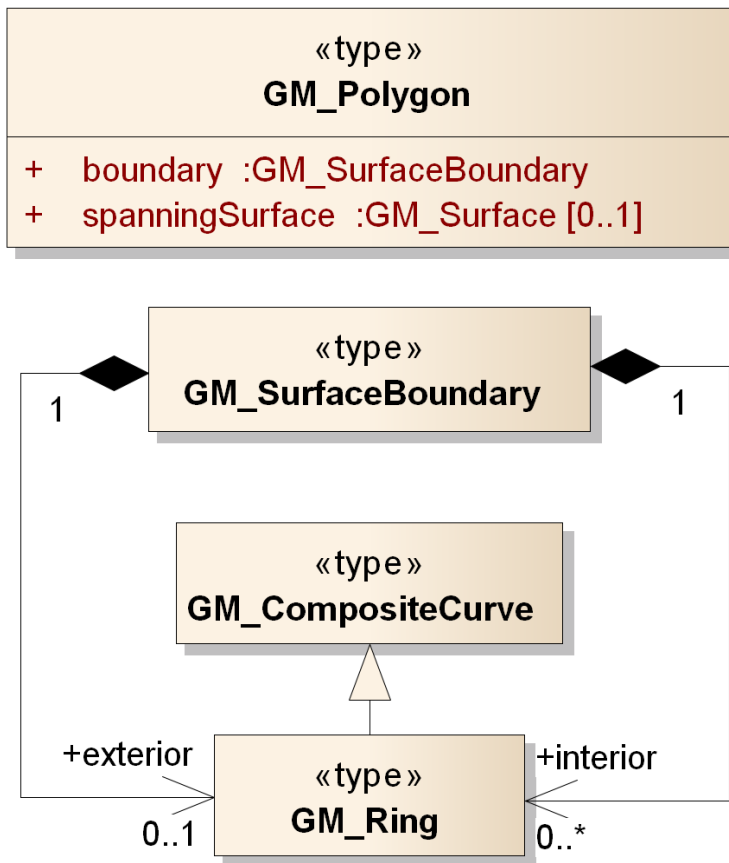 «type»
GM_Polygon
+ boundary :GM_SurfaceBoundary
+ spanningSurface :GM_Surface [0..1]
«type»
GM_SurfaceBoundary
1
1
«type»
GM_CompositeCurve
+exterior
+interior
«type»
GM_Ring
0..1
0..*